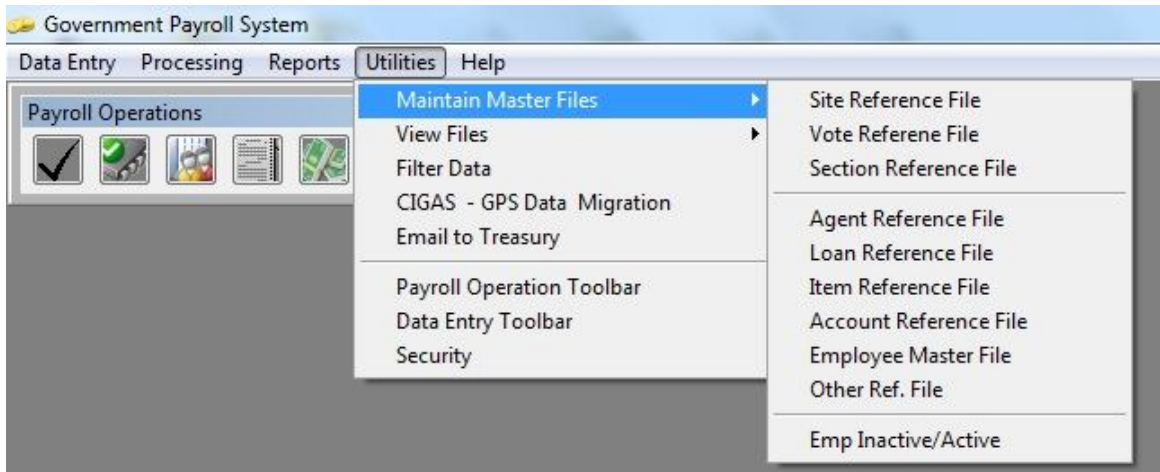 Government Payroll System
Data Entry Processing Reports Utilities Help
Payroll Operations
Maintain Master Files
View Files
Filter Data
CIGAS - GPS Data Migration
Email to Treasury
Payroll Operation Toolbar
Data Entry Toolbar
Security
Site Reference File
Vote Referene File
Section Reference File
Agent Reference File
Loan Reference File
Item Reference File
Account Reference File
Employee Master File
Other Ref. File
Emp Inactive/Active